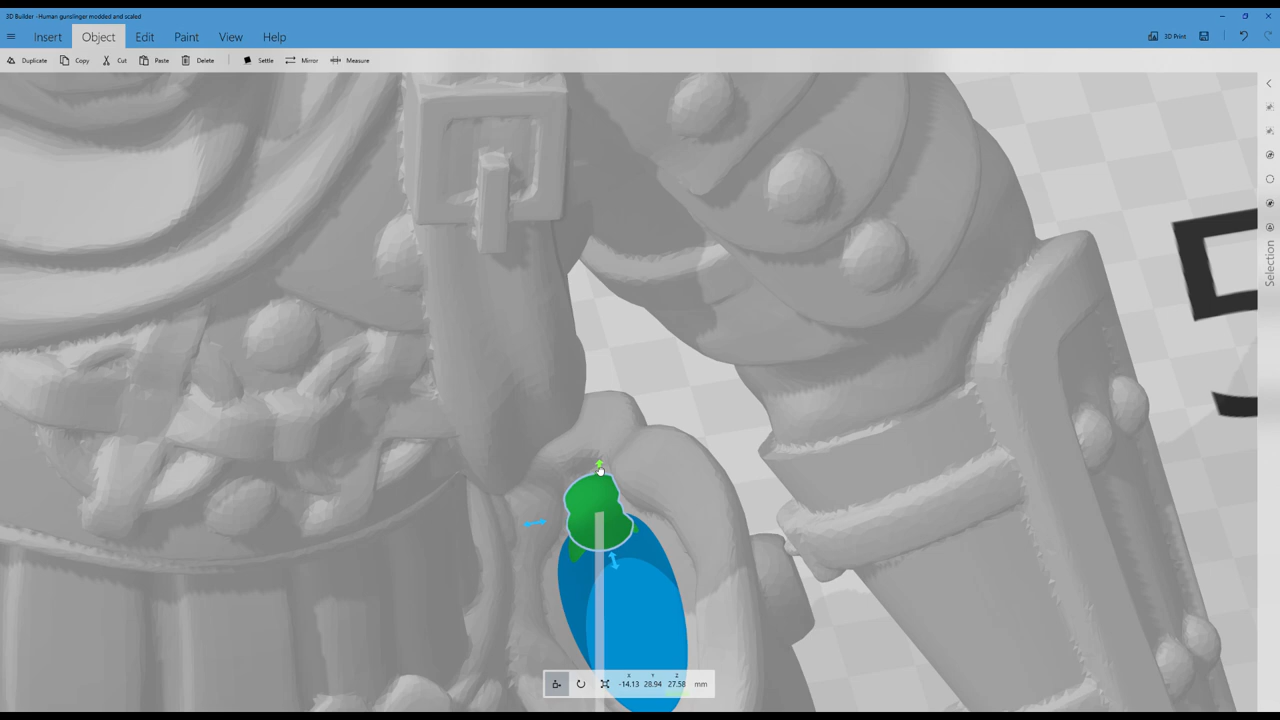 3D Builder -Human gunslinger modded and scaled
Insert Object Edit Paint View Help
3D Print
Duplicate Copy Cut Paste Delete Settle Mirror Measure
Selection
X Y Z
-14.13 28.94 27.58 mm